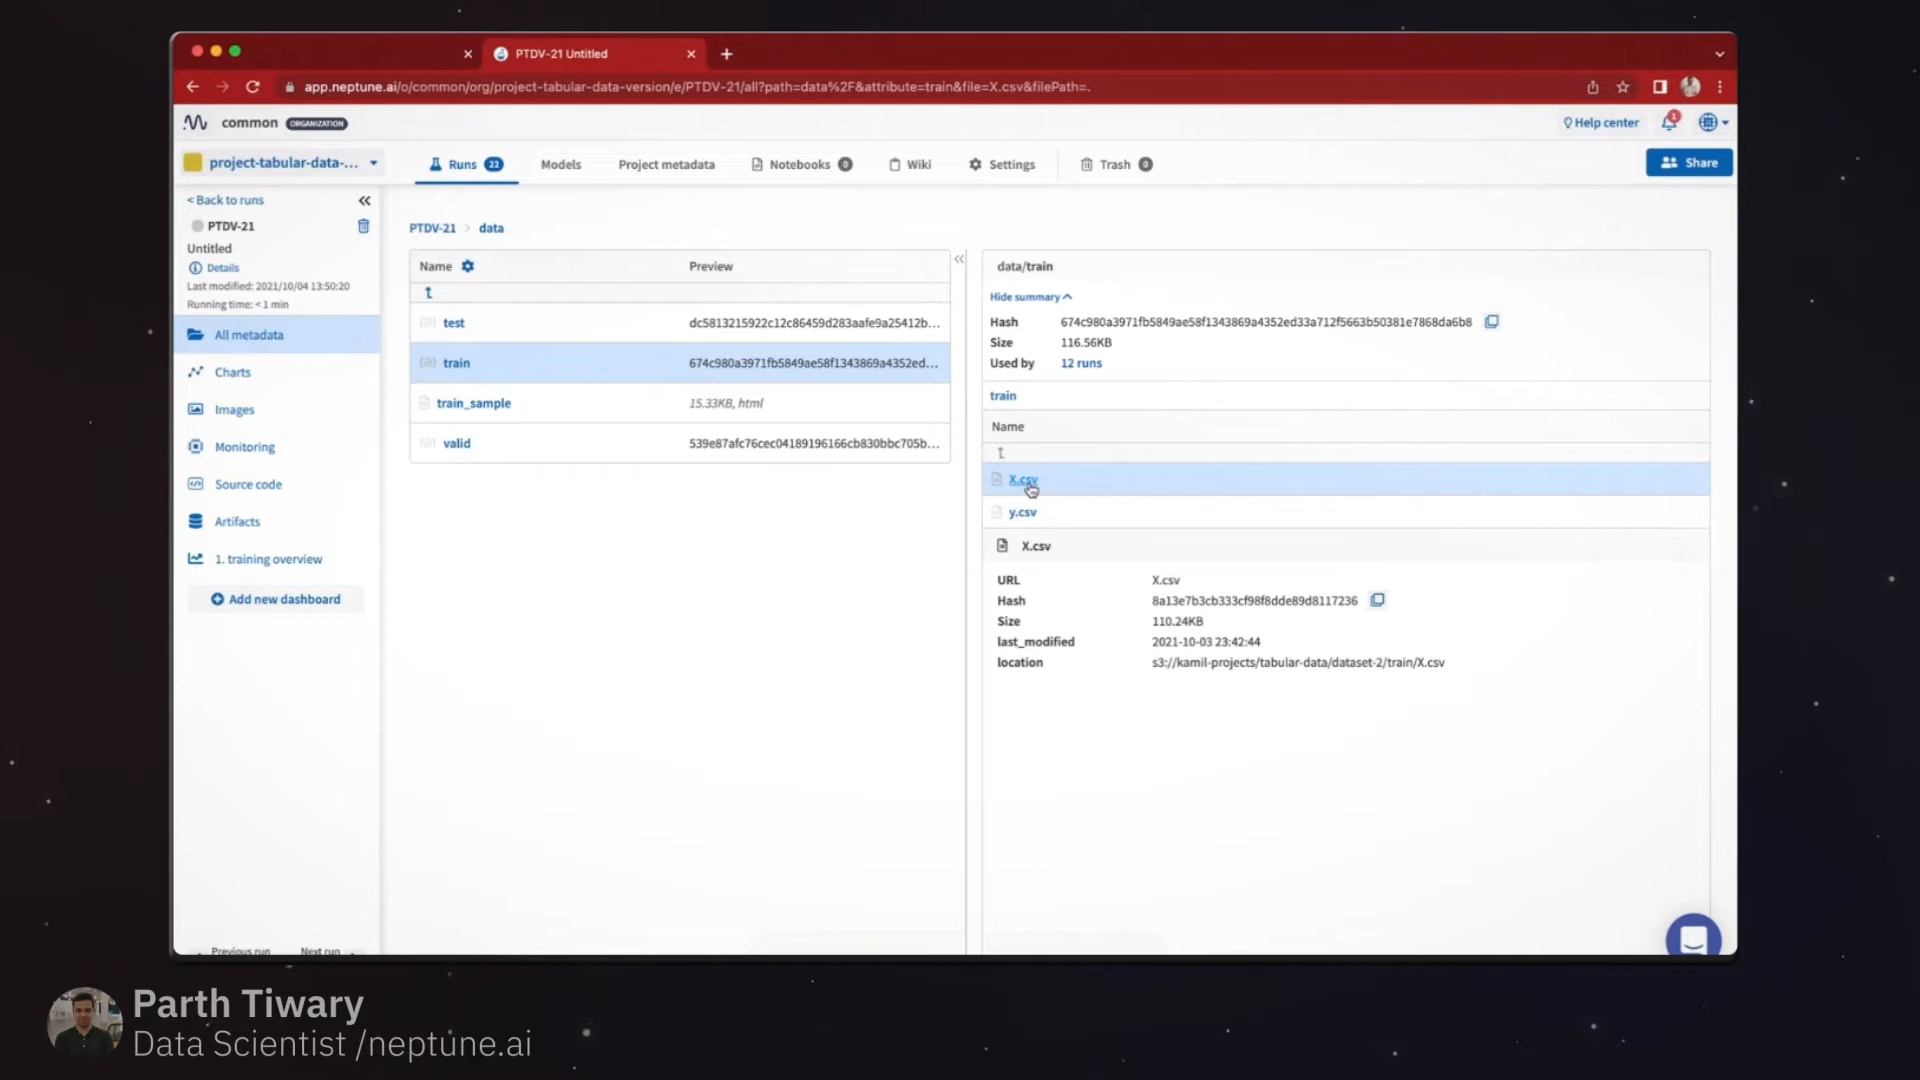 PTDV-21 Untitled
app.neptune.ai/o/common/org/project-tabular-data-version/e/PTDV-21/all?path=data%2F&attribute=train&file=X.csv&filePath=.
common ORGANIZATION
Help center 1
project-tabular-data-... Runs 22 Models Project metadata Notebooks 0 Wiki Settings Trash 0 Share
< Back to runs
PTDV-21
Untitled
Details
Last modified: 2021/10/04 13:50:20
Running time: < 1 min
All metadata
Charts
Images
Monitoring
Source code
Artifacts
1. training overview
Add new dashboard
Previous run Next run
PTDV-21 > data
Name Preview
test dc5813215922c12c86459d283aafe9a25412b...
train 674c980a3971fb5849ae58f1343869a4352ed...
train_sample 15.33KB, html
valid 539e87afc76cec04189196166cb830bbc705b...
data/train
Hide summary
Hash 674c980a3971fb5849ae58f1343869a4352ed33a712f5663b50381e7868da6b8
Size 116.56KB
Used by 12 runs
train
Name
X.csv
y.csv
X.csv
URL X.csv
Hash 8a13e7b3cb333cf98f8dde89d8117236
Size 110.24KB
last_modified 2021-10-03 23:42:44
location s3://kamil-projects/tabular-data/dataset-2/train/X.csv
Parth Tiwary
Data Scientist /neptune.ai